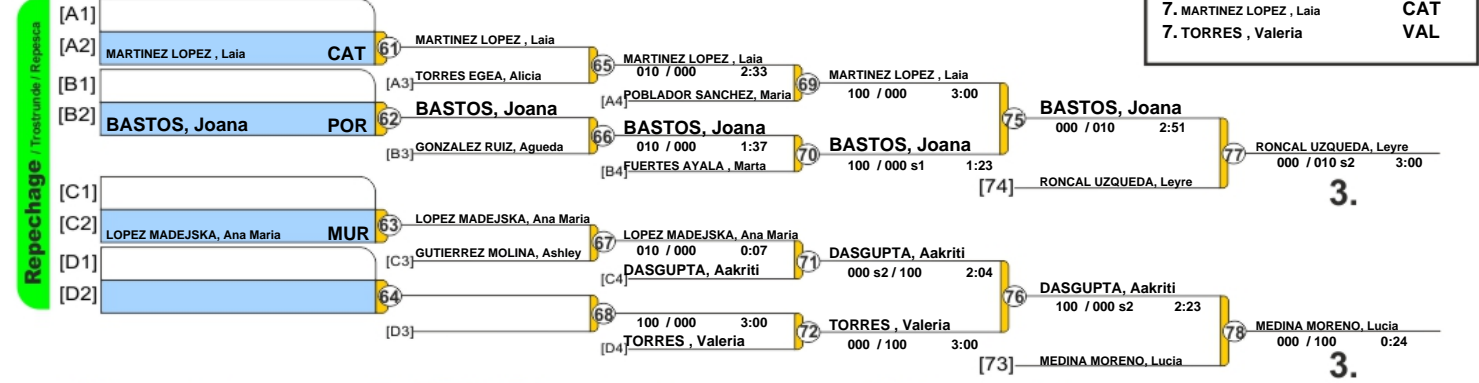 7. MARTINEZ LOPEZ , Laia CAT
7. TORRES , Valeria VAL
Repechage / Trostrunde / Repesca
[A1]
[A2] MARTINEZ LOPEZ , Laia CAT
[B1]
[B2] BASTOS, Joana POR
[C1]
[C2] LOPEZ MADEJSKA, Ana Maria MUR
[D1]
[D2]
61 MARTINEZ LOPEZ , Laia
[A3] TORRES EGEA, Alicia
62 BASTOS, Joana
[B3] GONZALEZ RUIZ, Agueda
63 LOPEZ MADEJSKA, Ana Maria
[C3] GUTIERREZ MOLINA, Ashley
64
[D3]
65 MARTINEZ LOPEZ , Laia
010 / 000 2:33
[A4] POBLADOR SANCHEZ, Maria
66 BASTOS, Joana
010 / 000 1:37
[B4] FUERTES AYALA , Marta
67 LOPEZ MADEJSKA, Ana Maria
010 / 000 0:07
[C4] DASGUPTA, Aakriti
68
100 / 000 3:00
[D4] TORRES , Valeria
69 MARTINEZ LOPEZ , Laia
100 / 000 3:00
70 BASTOS, Joana
100 / 000 s1 1:23
71 DASGUPTA, Aakriti
000 s2 / 100 2:04
72 TORRES , Valeria
000 / 100 3:00
75 BASTOS, Joana
000 / 010 2:51
[74] RONCAL UZQUEDA, Leyre
76 DASGUPTA, Aakriti
100 / 000 s2 2:23
[73] MEDINA MORENO, Lucia
77 RONCAL UZQUEDA, Leyre
000 / 010 s2 3:00
3.
78 MEDINA MORENO, Lucia
000 / 100 0:24
3.